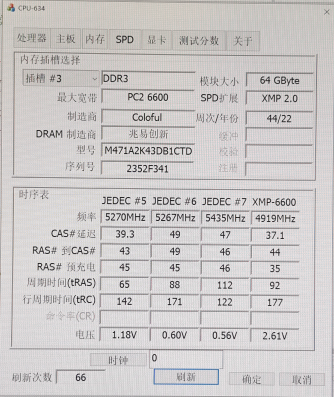 CPU-634
处理器 主板 内存 SPD 显卡 测试分数 关于
内存插槽选择
插槽 #3 DDR3 模块大小 64 GByte
最大宽带 PC2 6600 SPD扩展 XMP 2.0
制造商 Coloful 周次/年份 44/22
DRAM 制造商 兆易创新 缓冲
型号 M471A2K43DB1CTD 校验
序列号 2352F341 注册
时序表
JEDEC #5 JEDEC #6 JEDEC #7 XMP-6600
频率 5270MHz 5267MHz 5435MHz 4919MHz
CAS#延迟 39.3 49 47 37.1
RAS# 到CAS# 43 49 46 44
RAS# 预充电 45 45 46 35
周期时间(tRAS) 65 88 112 92
行周期时间(tRC) 142 171 122 177
命令率(CR)
电压 1.18V 0.60V 0.56V 2.61V
时钟 0
刷新次数 66 刷新 确定 取消